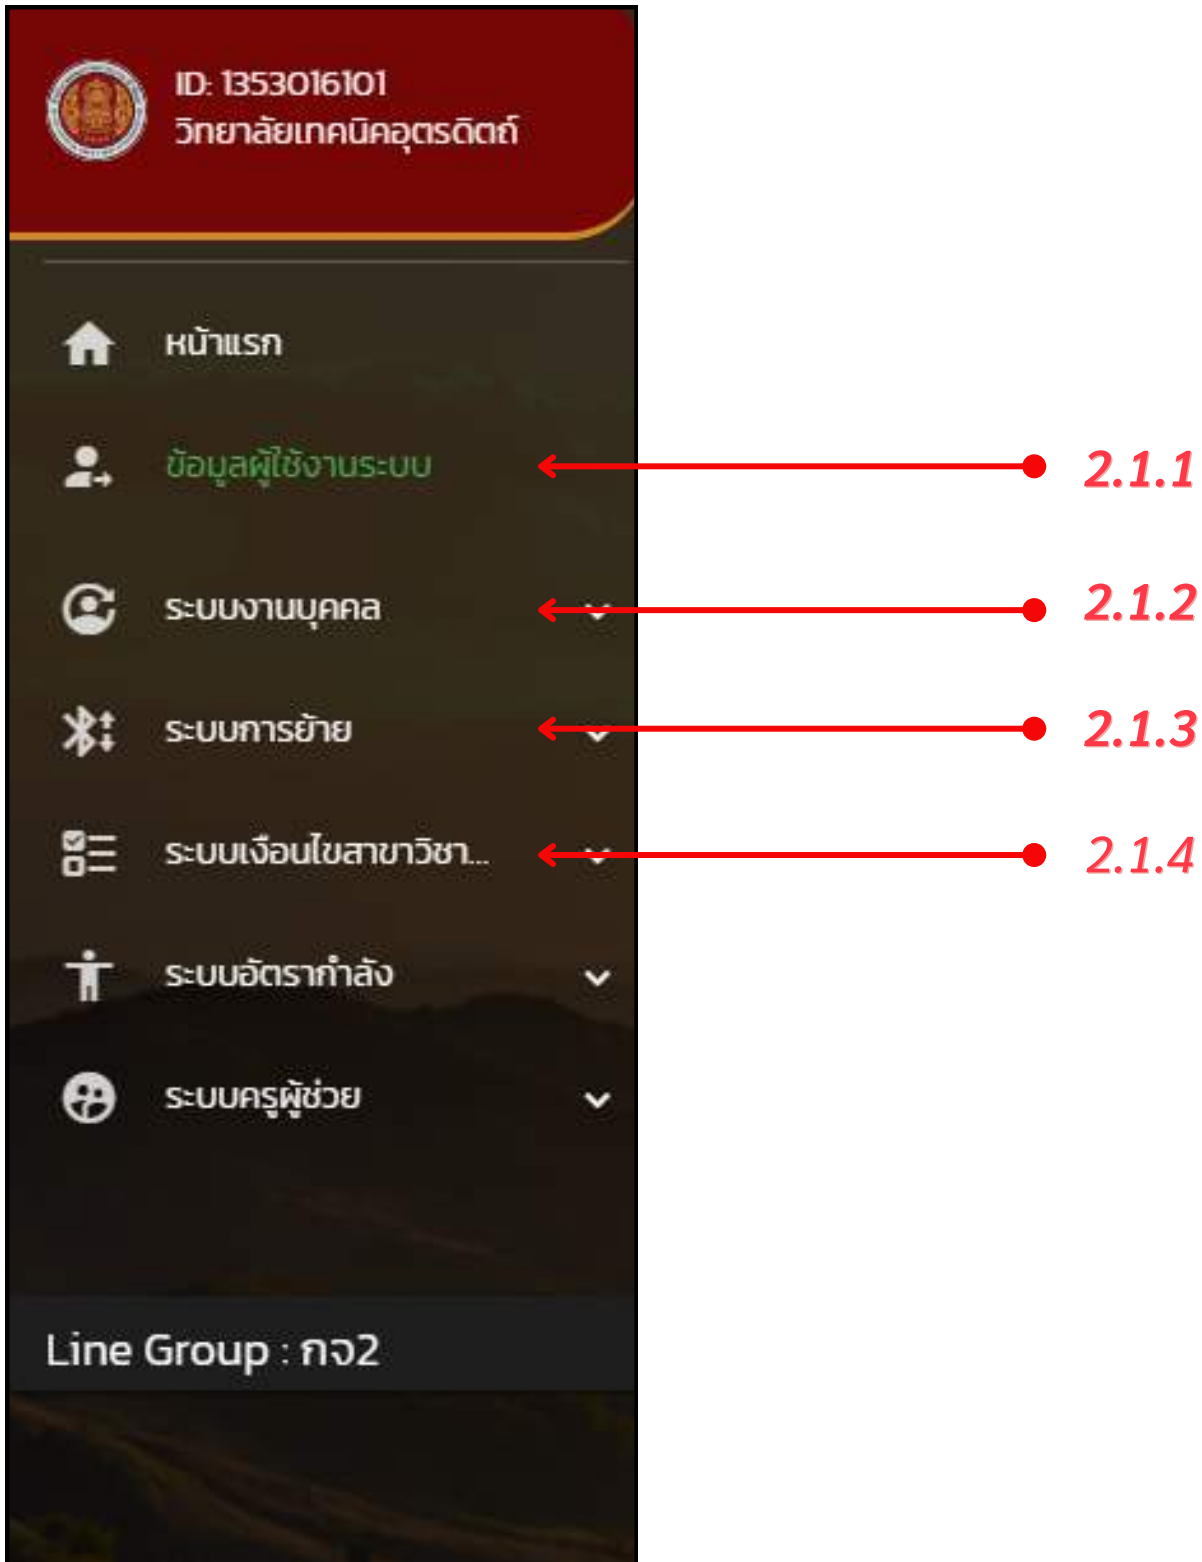 ID: 1353016101
วิทยาลัยเทคนิคอุตรดิตถ์
หน้าแรก
ข้อมูลผู้ใช้งานระบบ
2.1.1
ระบบงานบุคคล
2.1.2
ระบบการย้าย
2.1.3
ระบบเงือนไขสาขาวิชา...
2.1.4
ระบบอัตรากำลัง
ระบบครูผู้ช่วย
Line Group : กจ2